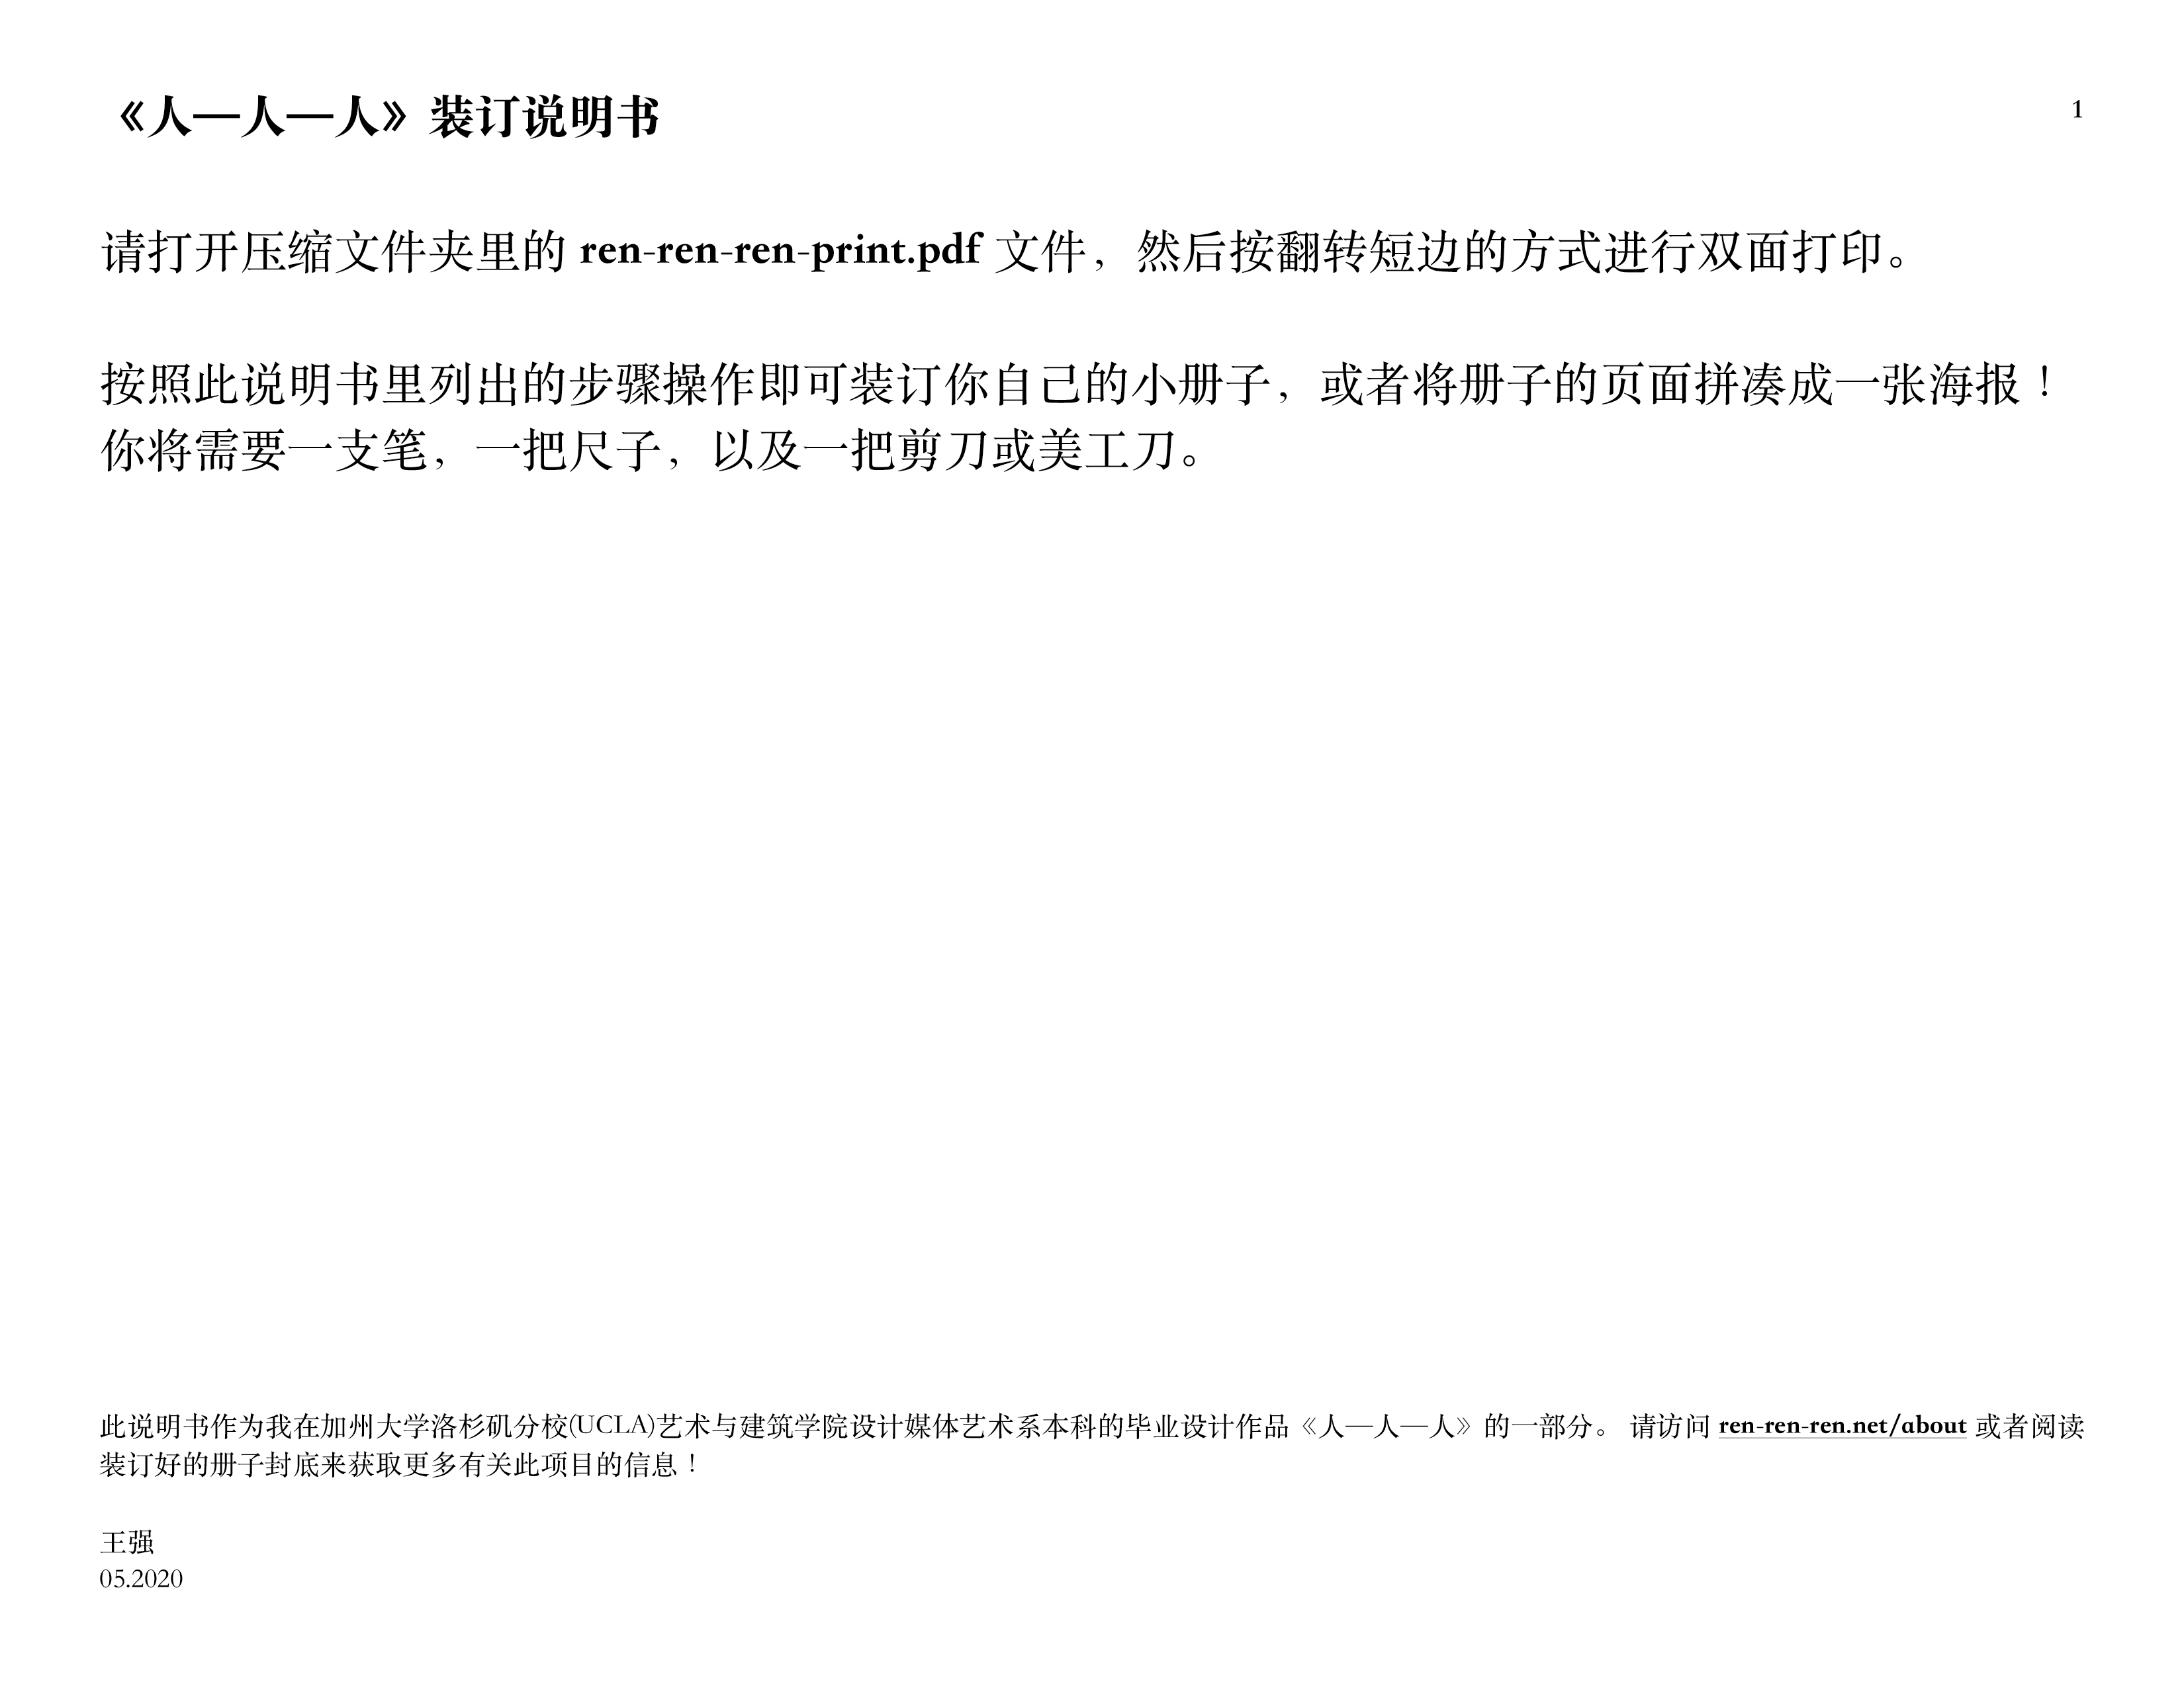 《人—人—人》装订说明书
1
请打开压缩文件夹里的 ren-ren-ren-print.pdf 文件，然后按翻转短边的方式进行双面打印。
按照此说明书里列出的步骤操作即可装订你自己的小册子，或者将册子的页面拼凑成一张海报！
你将需要一支笔，一把尺子，以及一把剪刀或美工刀。
此说明书作为我在加州大学洛杉矶分校(UCLA)艺术与建筑学院设计媒体艺术系本科的毕业设计作品《人—人—人》的一部分。 请访问 ren-ren-ren.net/about 或者阅读
装订好的册子封底来获取更多有关此项目的信息！
王强
05.2020